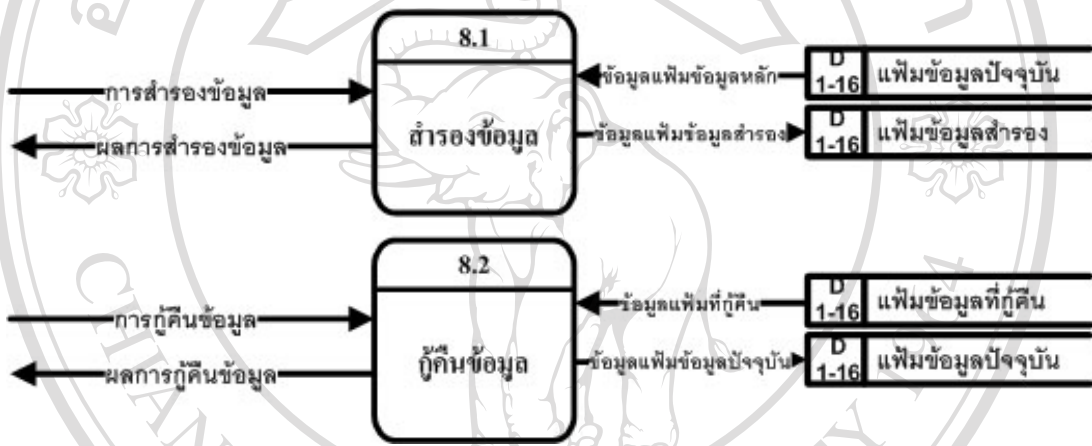 8.1
การสำรองข้อมูล
ผลการสำรองข้อมูล
สำรองข้อมูล
ข้อมูลแฟ้มข้อมูลหลัก
D
1-16
แฟ้มข้อมูลปัจจุบัน
ข้อมูลแฟ้มข้อมูลสำรอง
D
1-16
แฟ้มข้อมูลสำรอง
8.2
การกู้คืนข้อมูล
ผลการกู้คืนข้อมูล
กู้คืนข้อมูล
ข้อมูลแฟ้มที่กู้คืน
D
1-16
แฟ้มข้อมูลที่กู้คืน
ข้อมูลแฟ้มข้อมูลปัจจุบัน
D
1-16
แฟ้มข้อมูลปัจจุบัน